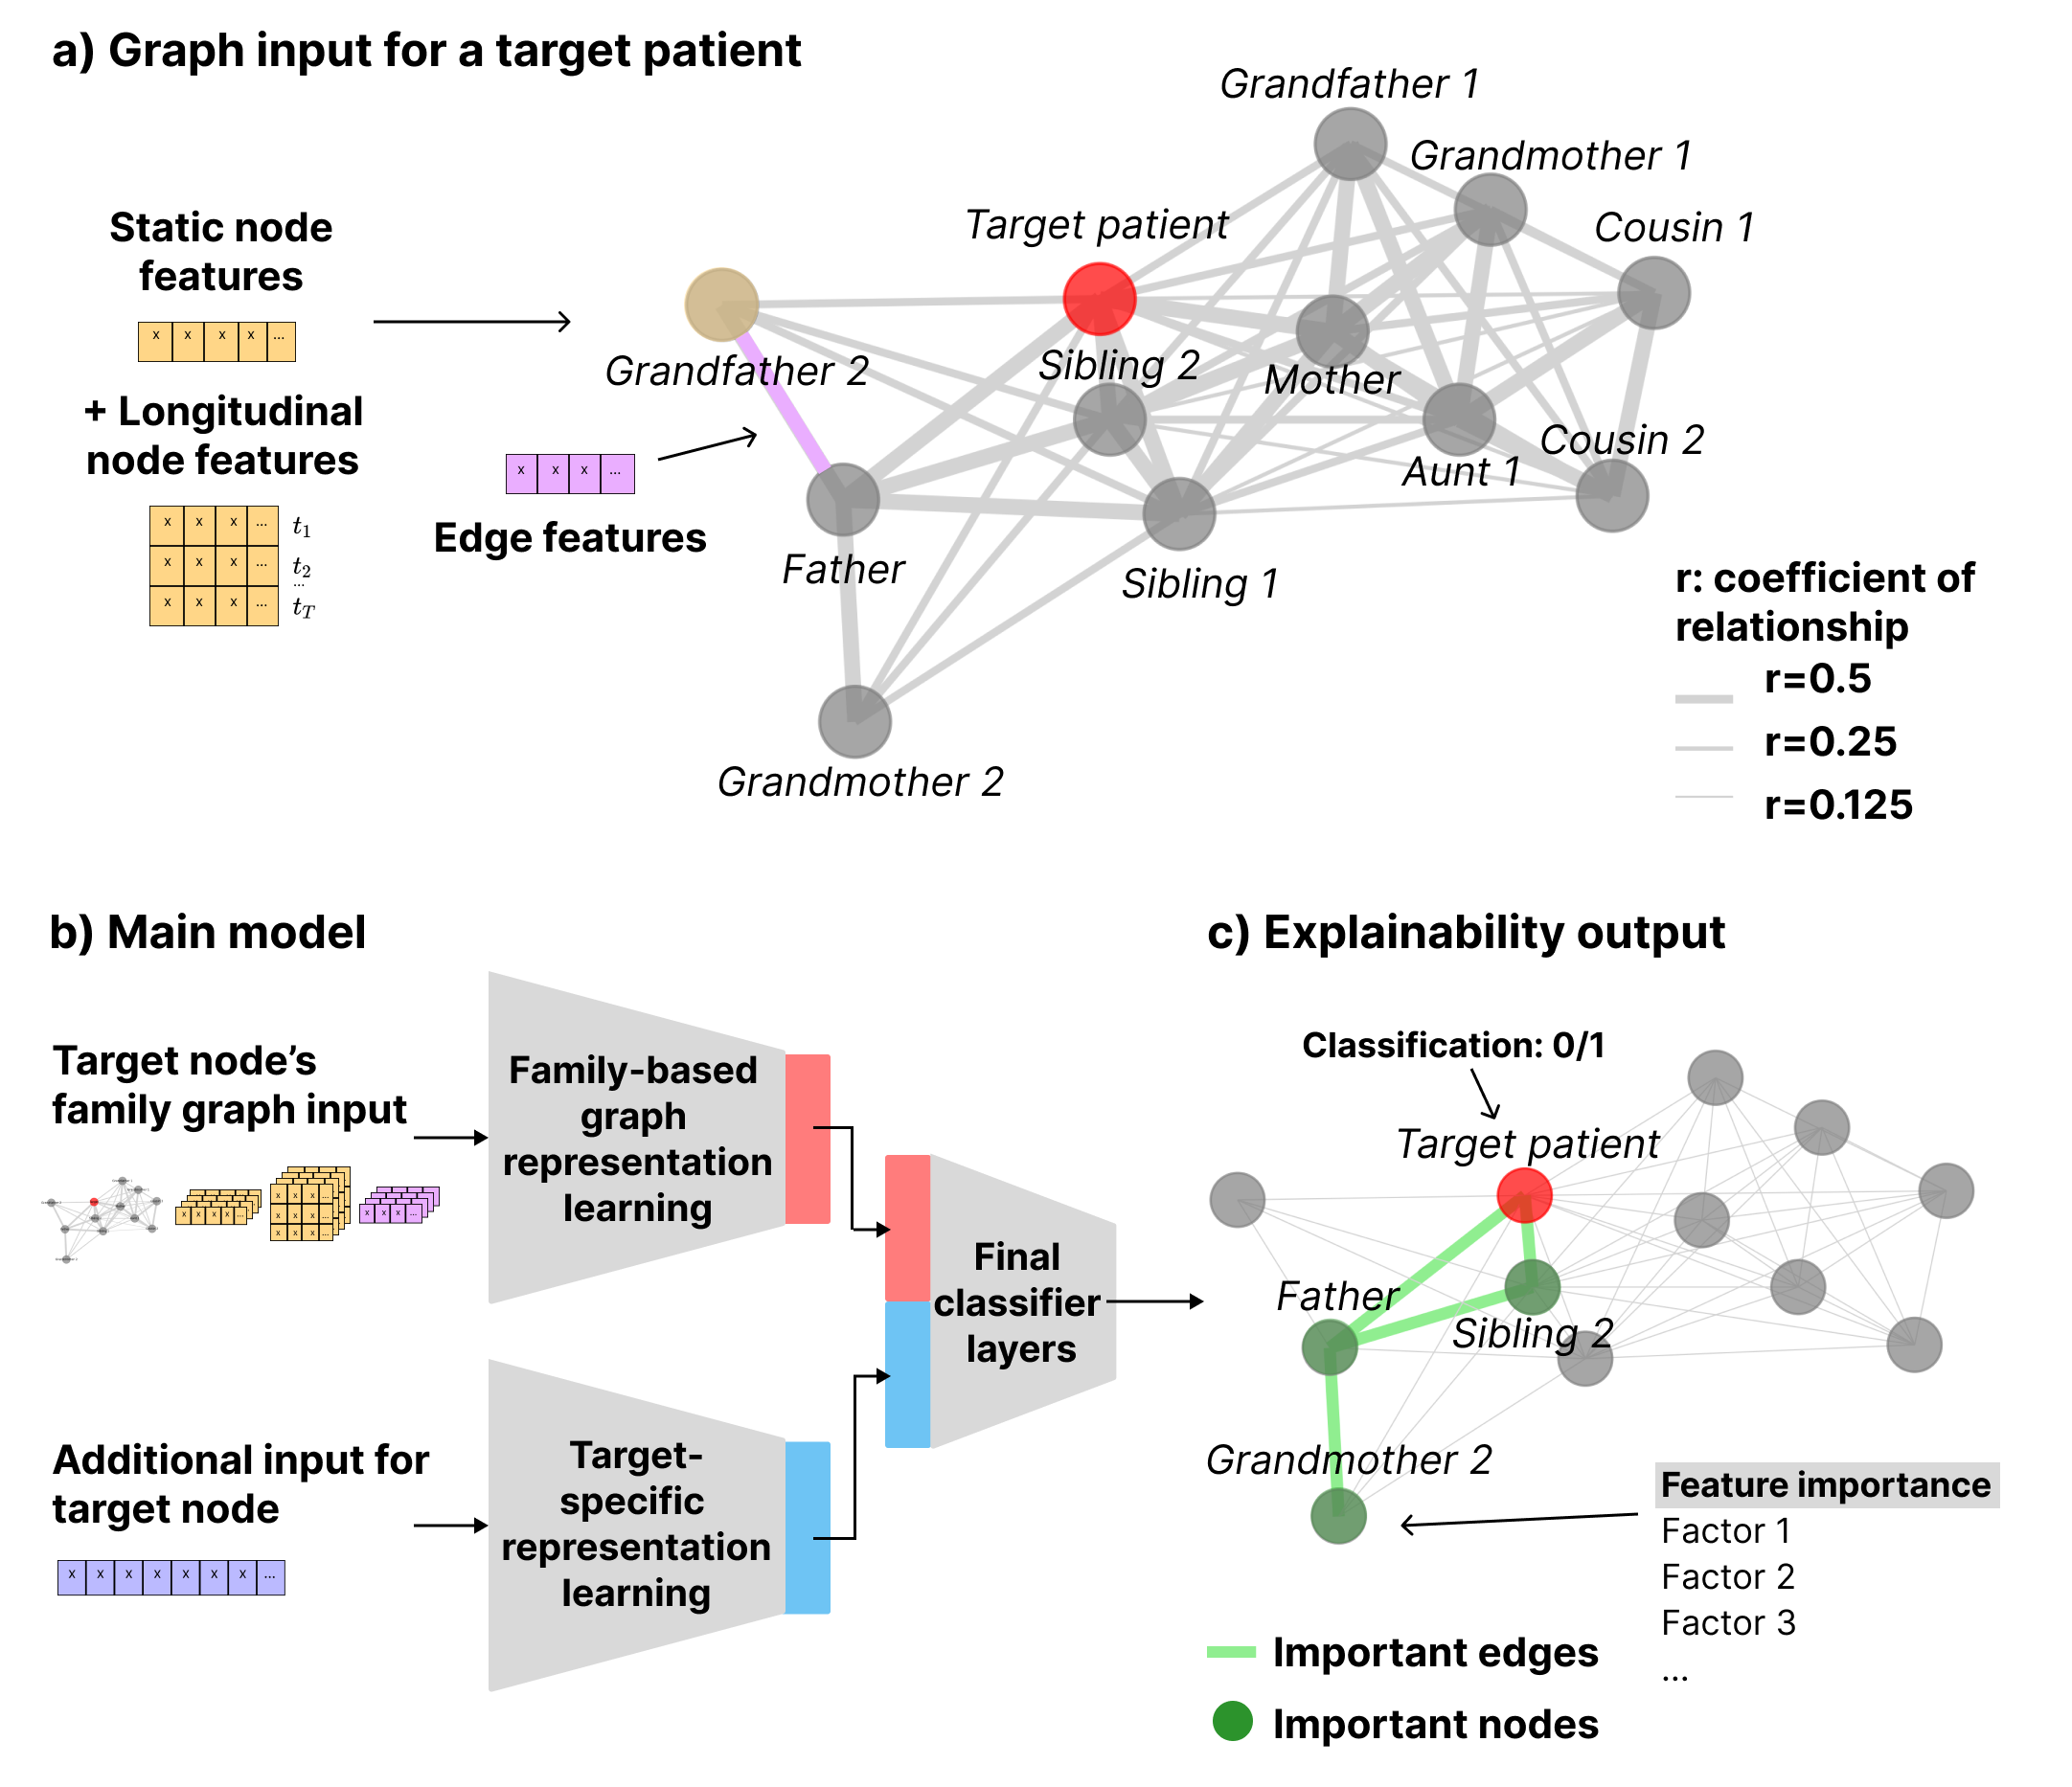 a) Graph input for a target patient
Grandfather 1
Grandmother 1
Cousin 1
Target patient
Static node
features
x x x x ...
Grandfather 2
Sibling 2
Mother
+ Longitudinal
node features
Cousin 2
Aunt 1
x x x ...
Edge features
x x x ... t1
x x x ... t2
...
x x x ... tT
Father
Sibling 1
Grandmother 2
r: coefficient of
relationship
r=0.5
r=0.25
r=0.125
b) Main model
Target node's
family graph input
x x x x ...
x x x ...
x x x ...
x x x ...
x x x ...
Family-based
graph
representation
learning
Additional input for
target node
x x x x x x x ...
Target-
specific
representation
learning
Final
classifier
layers
c) Explainability output
Classification: 0/1
Target patient
Father
Sibling 2
Grandmother 2
Feature importance
Factor 1
Factor 2
Factor 3
...
Important edges
Important nodes